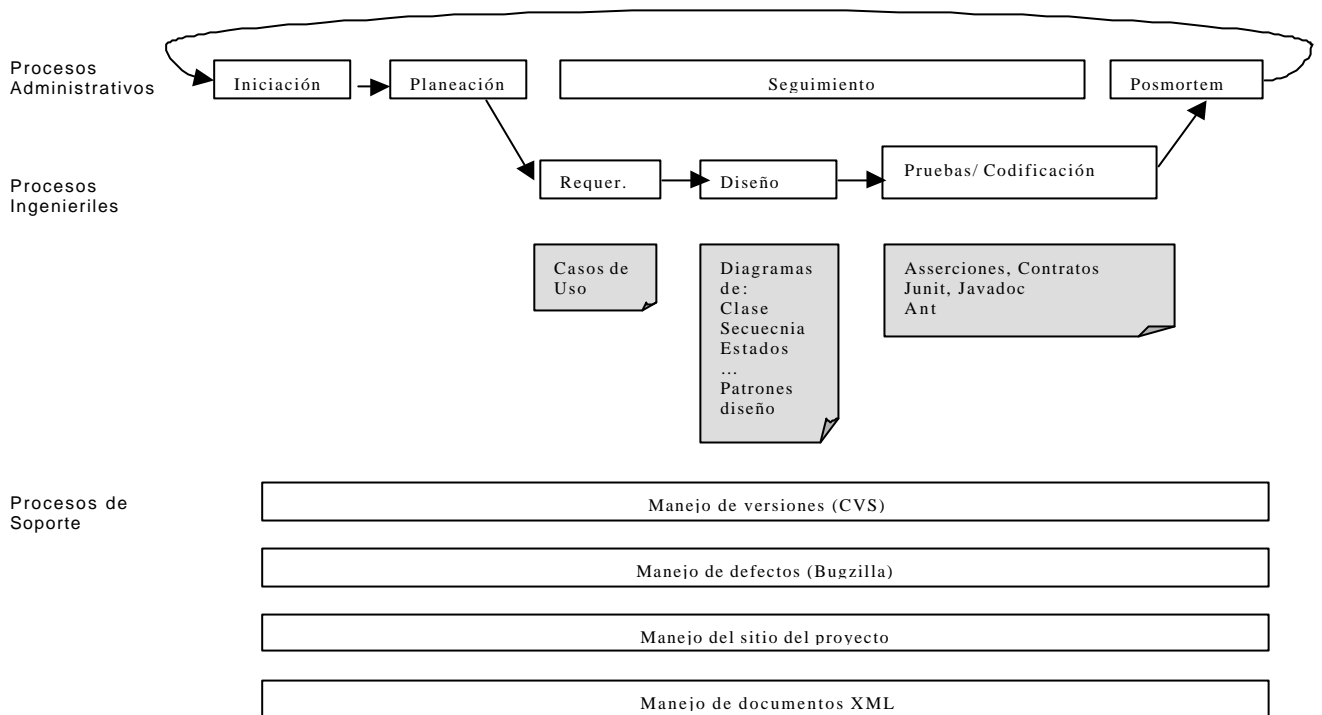 Procesos
Administrativos
Iniciación
Planeación
Seguimiento
Posmortem
Procesos
Ingenieriles
Requer.
Diseño
Pruebas/ Codificación
Casos de
Uso
Diagramas
de:
Clase
Secuecnia
Estados
...
Patrones
diseño
Asserciones, Contratos
Junit, Javadoc
Ant
Procesos de
Soporte
Manejo de versiones (CVS)
Manejo de defectos (Bugzilla)
Manejo del sitio del proyecto
Manejo de documentos XML